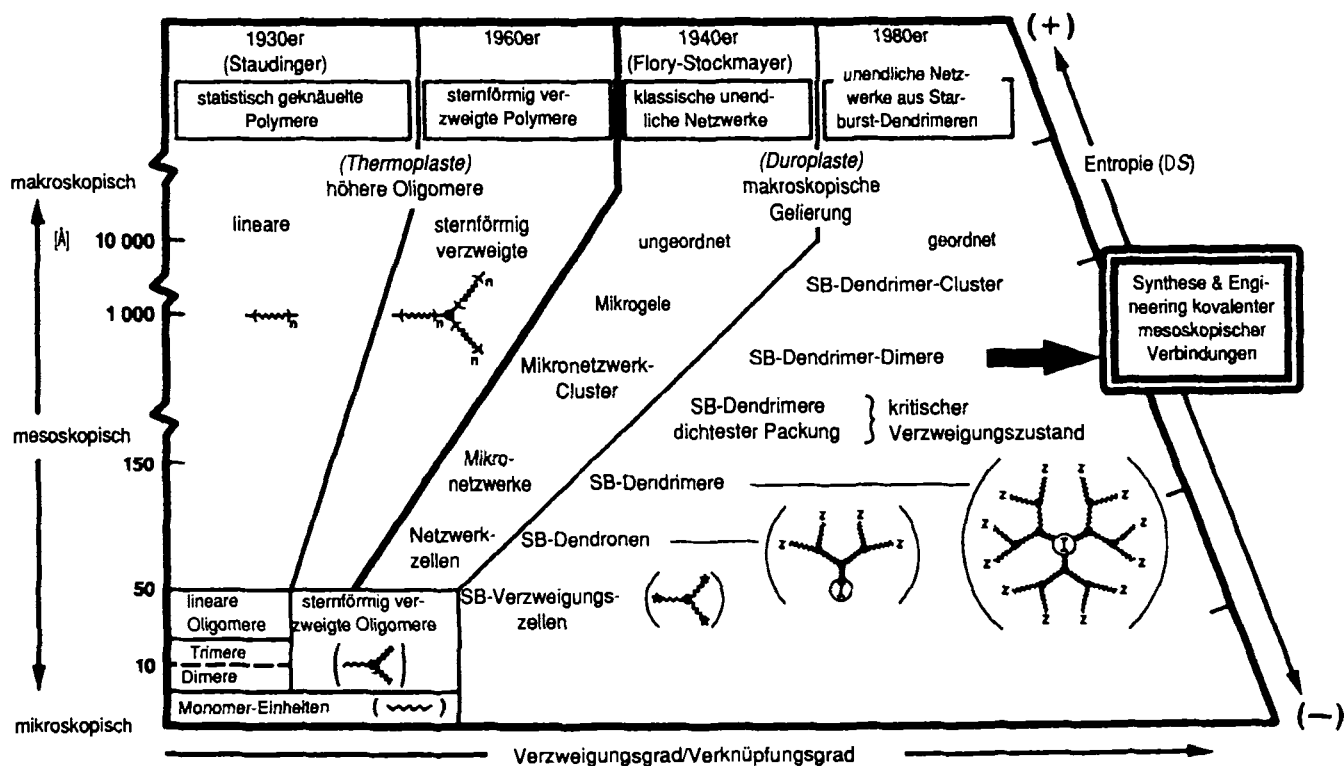 1930er
(Staudinger)
1960er
1940er
(Flory-Stockmayer)
1980er
statistisch geknäuelte
Polymere
sternförmig ver-
zweigte Polymere
klassische unend-
liche Netzwerke
unendliche Netz-
werke aus Star-
burst-Dendrimeren
(+)
Entropie (DS)
(Thermoplaste)
höhere Oligomere
(Duroplaste)
makroskopische
Gelierung
makroskopisch
[Å]
10 000
1 000
mesoskopisch
150
50
10
mikroskopisch
lineare
n
sternförmig
verzweigte
n
n
n
ungeordnet
geordnet
Mikrogele
SB-Dendrimer-Cluster
Mikronetzwerk-
Cluster
SB-Dendrimer-Dimere
Synthese & Engi-
neering kovalenter
mesoskopischer
Verbindungen
SB-Dendrimere
dichtester Packung
kritischer
Verzweigungszustand
Mikro-
netzwerke
SB-Dendrimere
Netzwerk-
zellen
SB-Dendronen
SB-Verzweigungs-
zellen
Z Z
Z Z
I
Z Z Z Z
Z Z
I
Z Z
Z Z
Z Z
lineare
Oligomere
sternförmig ver-
zweigte Oligomere
Trimere
Dimere
Monomer-Einheiten
(−)
Verzweigungsgrad/Verknüpfungsgrad